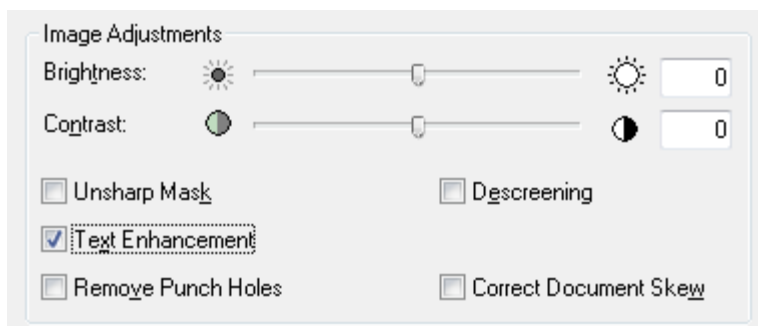 Image Adjustments
Brightness: 0
Contrast: 0
Unsharp Mask Descreening
Text Enhancement
Remove Punch Holes Correct Document Skew